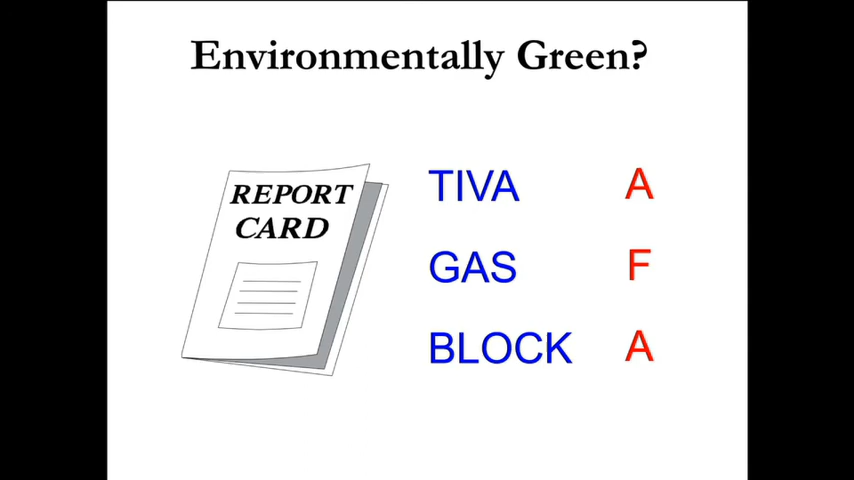 Environmentally Green?
REPORT
CARD
TIVA A
GAS F
BLOCK A